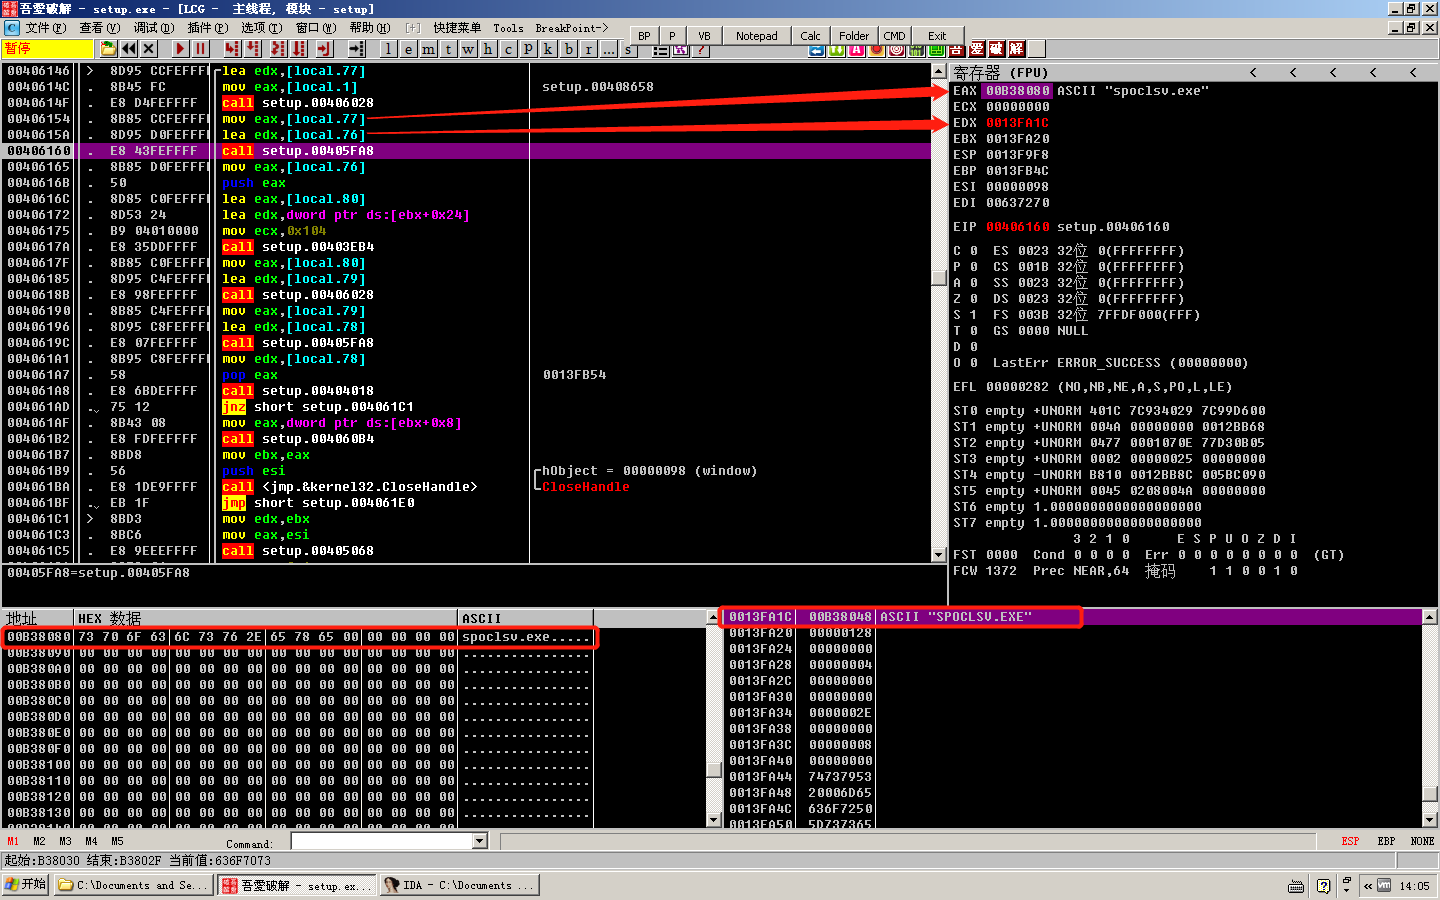 吾爱破解 - setup.exe - [LCG - 主线程, 模块 - setup]
文件(F) 查看(V) 调试(D) 插件(P) 选项(T) 窗口(W) 帮助(H) [+] 快捷菜单 Tools BreakPoint->
BP P VB Notepad Calc Folder CMD Exit
暂停 l e m t w h c p k b r ... s
00406146 > 8D95 CCFEFFFF lea edx,[local.77]
0040614C . 8B45 FC mov eax,[local.1] setup.00408658
0040614F . E8 D4FEFFFF call setup.00406028
00406154 . 8B85 CCFEFFFF mov eax,[local.77]
0040615A . 8D95 D0FEFFFF lea edx,[local.76]
00406160 . E8 43FEFFFF call setup.00405FA8
00406165 . 8B85 D0FEFFFF mov eax,[local.76]
0040616B . 50 push eax
0040616C . 8D85 C0FEFFFF lea eax,[local.80]
00406172 . 8D53 24 lea edx,dword ptr ds:[ebx+0x24]
00406175 . B9 04010000 mov ecx,0x104
0040617A . E8 35DDFFFF call setup.00403EB4
0040617F . 8B85 C0FEFFFF mov eax,[local.80]
00406185 . 8D95 C4FEFFFF lea edx,[local.79]
0040618B . E8 98FEFFFF call setup.00406028
00406190 . 8B85 C4FEFFFF mov eax,[local.79]
00406196 . 8D95 C8FEFFFF lea edx,[local.78]
0040619C . E8 07FEFFFF call setup.00405FA8
004061A1 . 8B95 C8FEFFFF mov edx,[local.78]
004061A7 . 58 pop eax 0013FB54
004061A8 . E8 6BDEFFFF call setup.00404018
004061AD . 75 12 jnz short setup.004061C1
004061AF . 8B43 08 mov eax,dword ptr ds:[ebx+0x8]
004061B2 . E8 FDFEFFFF call setup.004060B4
004061B7 . 8BD8 mov ebx,eax
004061B9 . 56 push esi hObject = 00000098 (window)
004061BA . E8 1DE9FFFF call <jmp.&kernel32.CloseHandle> CloseHandle
004061BF . EB 1F jmp short setup.004061E0
004061C1 > 8BD3 mov edx,ebx
004061C3 . 8BC6 mov eax,esi
004061C5 . E8 9EEEFFFF call setup.00405068
00405FA8=setup.00405FA8
寄存器 (FPU) < < < < <
EAX 00B38080 ASCII "spoclsv.exe"
ECX 00000000
EDX 0013FA1C
EBX 0013FA20
ESP 0013F9F8
EBP 0013FB4C
ESI 00000098
EDI 00637270
EIP 00406160 setup.00406160
C 0 ES 0023 32位 0(FFFFFFFF)
P 0 CS 001B 32位 0(FFFFFFFF)
A 0 SS 0023 32位 0(FFFFFFFF)
Z 0 DS 0023 32位 0(FFFFFFFF)
S 1 FS 003B 32位 7FFDF000(FFF)
T 0 GS 0000 NULL
D 0
O 0 LastErr ERROR_SUCCESS (00000000)
EFL 00000282 (NO,NB,NE,A,S,PO,L,LE)
ST0 empty +UNORM 401C 7C934029 7C99D600
ST1 empty +UNORM 004A 00000000 0012BB68
ST2 empty +UNORM 0477 0001070E 77D30B05
ST3 empty +UNORM 0002 00000025 00000000
ST4 empty -UNORM B810 0012BB8C 005BC090
ST5 empty +UNORM 0045 0208004A 00000000
ST6 empty 1.0000000000000000000
ST7 empty 1.0000000000000000000
3 2 1 0 E S P U O Z D I
FST 0000 Cond 0 0 0 0 Err 0 0 0 0 0 0 0 0 (GT)
FCW 1372 Prec NEAR,64 掩码 1 1 0 0 1 0
地址 HEX 数据 ASCII
00B38080 73 70 6F 63 6C 73 76 2E 65 78 65 00 00 00 00 00 spoclsv.exe.....
00B38090 00 00 00 00 00 00 00 00 00 00 00 00 00 00 00 00 ................
00B380A0 00 00 00 00 00 00 00 00 00 00 00 00 00 00 00 00 ................
00B380B0 00 00 00 00 00 00 00 00 00 00 00 00 00 00 00 00 ................
00B380C0 00 00 00 00 00 00 00 00 00 00 00 00 00 00 00 00 ................
00B380D0 00 00 00 00 00 00 00 00 00 00 00 00 00 00 00 00 ................
00B380E0 00 00 00 00 00 00 00 00 00 00 00 00 00 00 00 00 ................
00B380F0 00 00 00 00 00 00 00 00 00 00 00 00 00 00 00 00 ................
00B38100 00 00 00 00 00 00 00 00 00 00 00 00 00 00 00 00 ................
00B38110 00 00 00 00 00 00 00 00 00 00 00 00 00 00 00 00 ................
00B38120 00 00 00 00 00 00 00 00 00 00 00 00 00 00 00 00 ................
00B38130 00 00 00 00 00 00 00 00 00 00 00 00 00 00 00 00 ................
0013FA1C 00B38048 ASCII "SPOCLSV.EXE"
0013FA20 00000128
0013FA24 00000000
0013FA28 00000004
0013FA2C 00000000
0013FA30 00000000
0013FA34 0000002E
0013FA38 00000000
0013FA3C 00000008
0013FA40 00000000
0013FA44 74737953
0013FA48 20006D65
0013FA4C 636F7250
0013FA50 5D737365
M1 M2 M3 M4 M5 Command: ESP EBP NONE
起始:B38030 结束:B3802F 当前值:636F7073
开始 C:\Documents and Se... 吾爱破解 - setup.ex... IDA - C:\Documents ... « 14:05